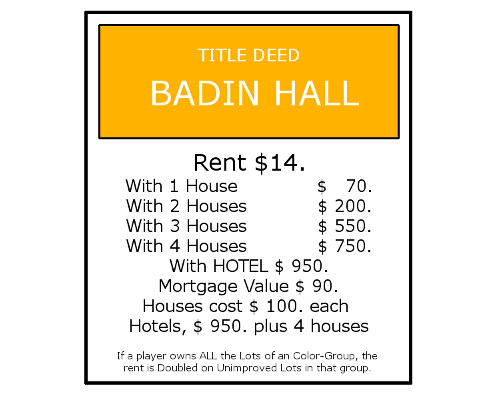 TITLE DEED
BADIN HALL
Rent $14.
With 1 House $ 70.
With 2 Houses $ 200.
With 3 Houses $ 550.
With 4 Houses $ 750.
With HOTEL $ 950.
Mortgage Value $ 90.
Houses cost $ 100. each
Hotels, $ 950. plus 4 houses
If a player owns ALL the Lots of an Color-Group, the
rent is Doubled on Unimproved Lots in that group.